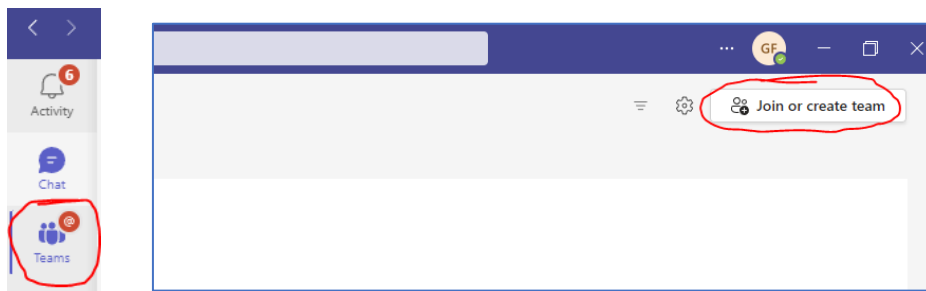 6
Activity
Chat
@
Teams
... GF
Join or create team